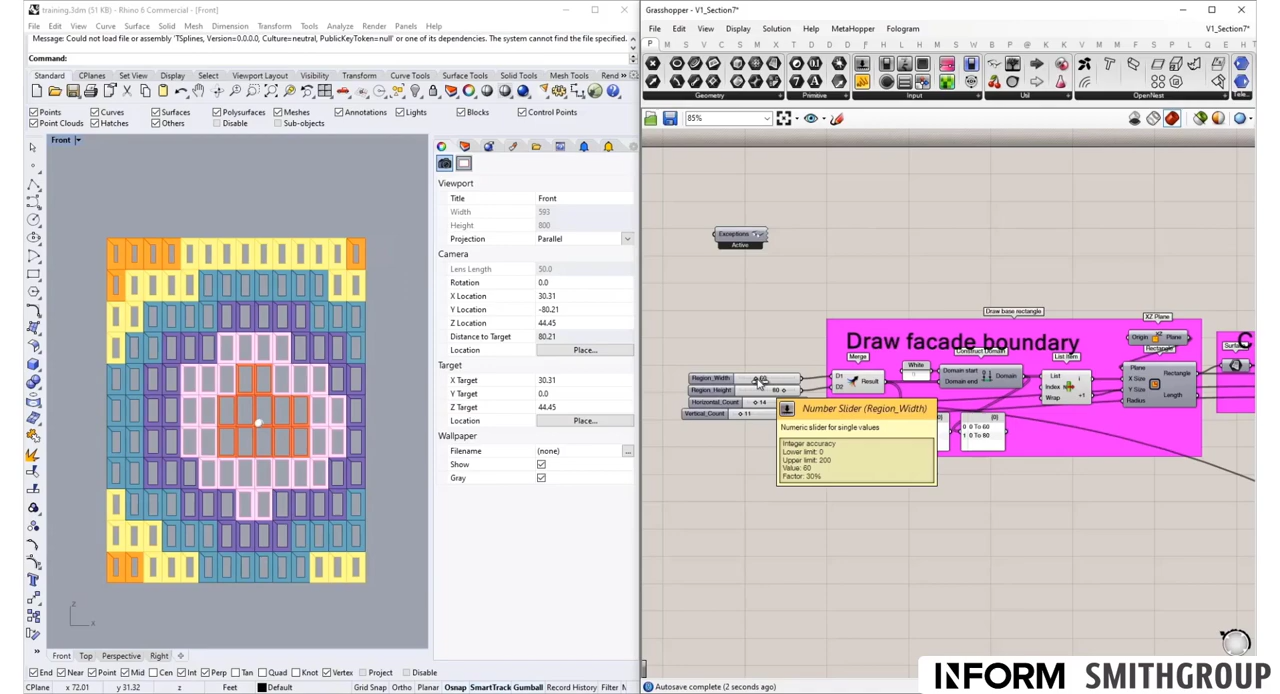 training.3dm (51 KB) - Rhino 6 Commercial - [Front]
File Edit View Curve Surface Solid Mesh Dimension Transform Tools Analyze Render Panels Help
Message: Could not load file or assembly 'TSplines, Version=0.0.0.0, Culture=neutral, PublicKeyToken=null' or one of its dependencies. The system cannot find the file specified.
Command:
Standard CPlanes Set View Display Select Viewport Layout Visibility Transform Curve Tools Surface Tools Solid Tools Mesh Tools Rend
Points Curves Surfaces Polysurfaces Meshes Annotations Lights Blocks Control Points
Point Clouds Hatches Others Disable Sub-objects
Front
Viewport
Title Front
Width 593
Height 800
Projection Parallel
Camera
Lens Length 50.0
Rotation 0.0
X Location 30.31
Y Location -80.21
Z Location 44.45
Distance to Target 80.21
Location Place...
Target
X Target 30.31
Y Target 0.0
Z Target 44.45
Location Place...
Wallpaper
Filename (none) ...
Show
Gray
z
x
Front Top Perspective Right
End Near Point Mid Cen Int Perp Tan Quad Knot Vertex Project Disable
CPlane x 72.01 y 31.32 z Feet Default Grid Snap Ortho Planar Osnap SmartTrack Gumball Record History Filter
Grasshopper - V1_Section7*
File Edit View Display Solution Help MetaHopper Fologram V1_Section7*
Geometry Primitive Input Util OpenNest Tele...
85%
Exceptions
Active
Draw base rectangle
Draw facade boundary
XZ Plane
Origin Plane
Merge
White
Construct Domain
List Item
Rectangle
Region_Width 60
Region_Height 80
Horizontal_Count 14
Vertical_Count 11
D1
D2
Result
Domain start
Domain end
Domain
List
Index
Wrap
i
+1
Plane
X Size
Y Size
Radius
Rectangle
Length
{0}
0 0 To 60
1 0 To 80
C
Number Slider (Region_Width)
Numeric slider for single values
Integer accuracy
Lower limit: 0
Upper limit: 200
Value: 60
Factor: 30%
Autosave complete (2 seconds ago)
INFORM SMITHGROUP